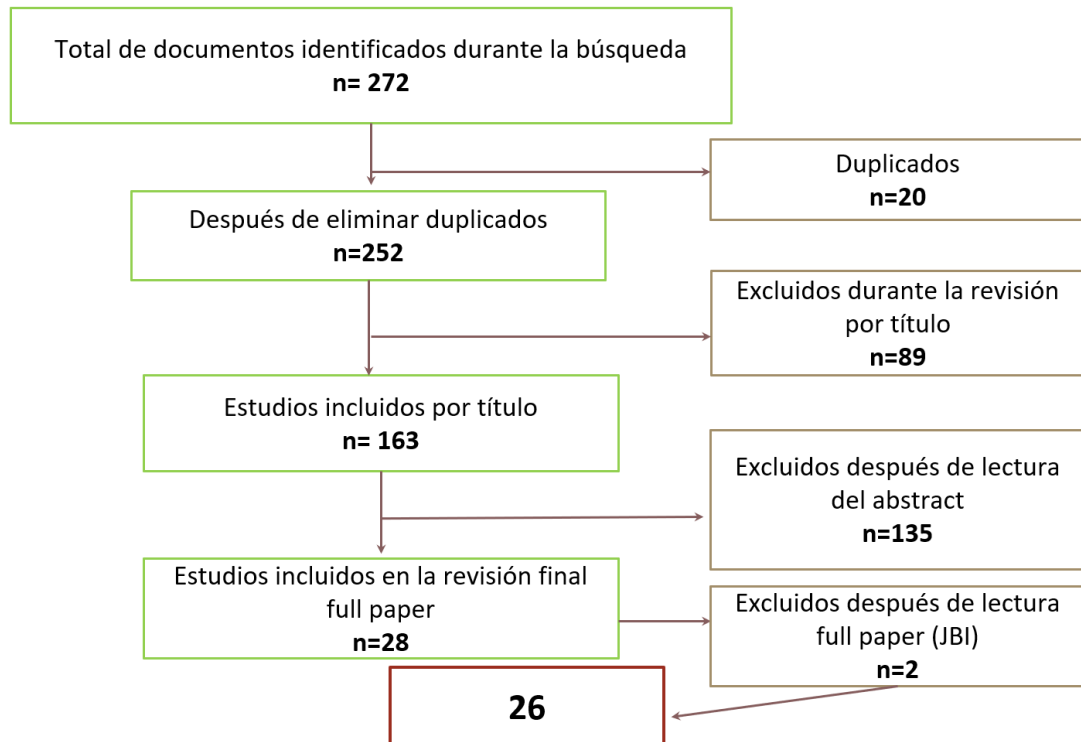 Total de documentos identificados durante la búsqueda
n= 272
Duplicados
n=20
Después de eliminar duplicados
n=252
Excluidos durante la revisión
por título
n=89
Estudios incluidos por título
n= 163
Excluidos después de lectura
del abstract
n=135
Estudios incluidos en la revisión final
full paper
n=28
Excluidos después de lectura
full paper (JBI)
n=2
26